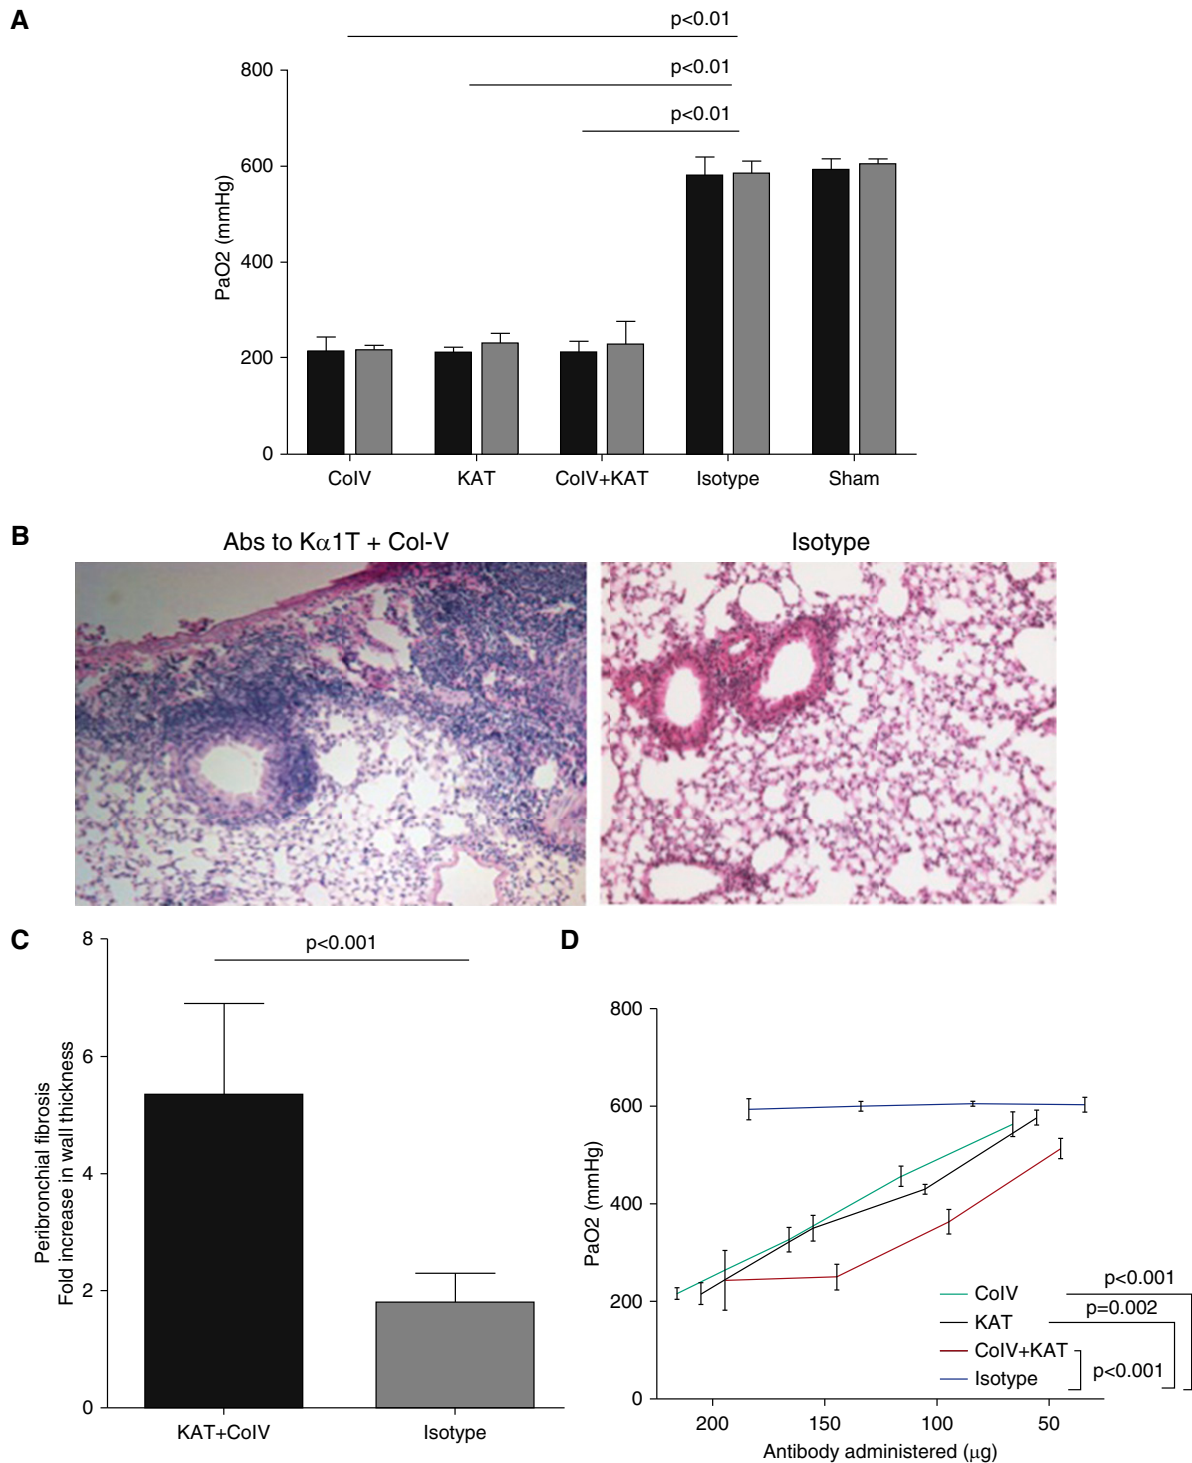 A
p<0.01
p<0.01
p<0.01
800
600
400
200
0
PaO2 (mmHg)
ColV
KAT
ColV+KAT
Isotype
Sham
B
Abs to Kα1T + Col-V
Isotype
C
8
6
4
2
0
p<0.001
Peribronchial fibrosis
Fold increase in wall thickness
KAT+ColV
Isotype
D
800
600
400
200
0
PaO2 (mmHg)
ColV
KAT
ColV+KAT
Isotype
p<0.001
p=0.002
p<0.001
200
150
100
50
Antibody administered (μg)